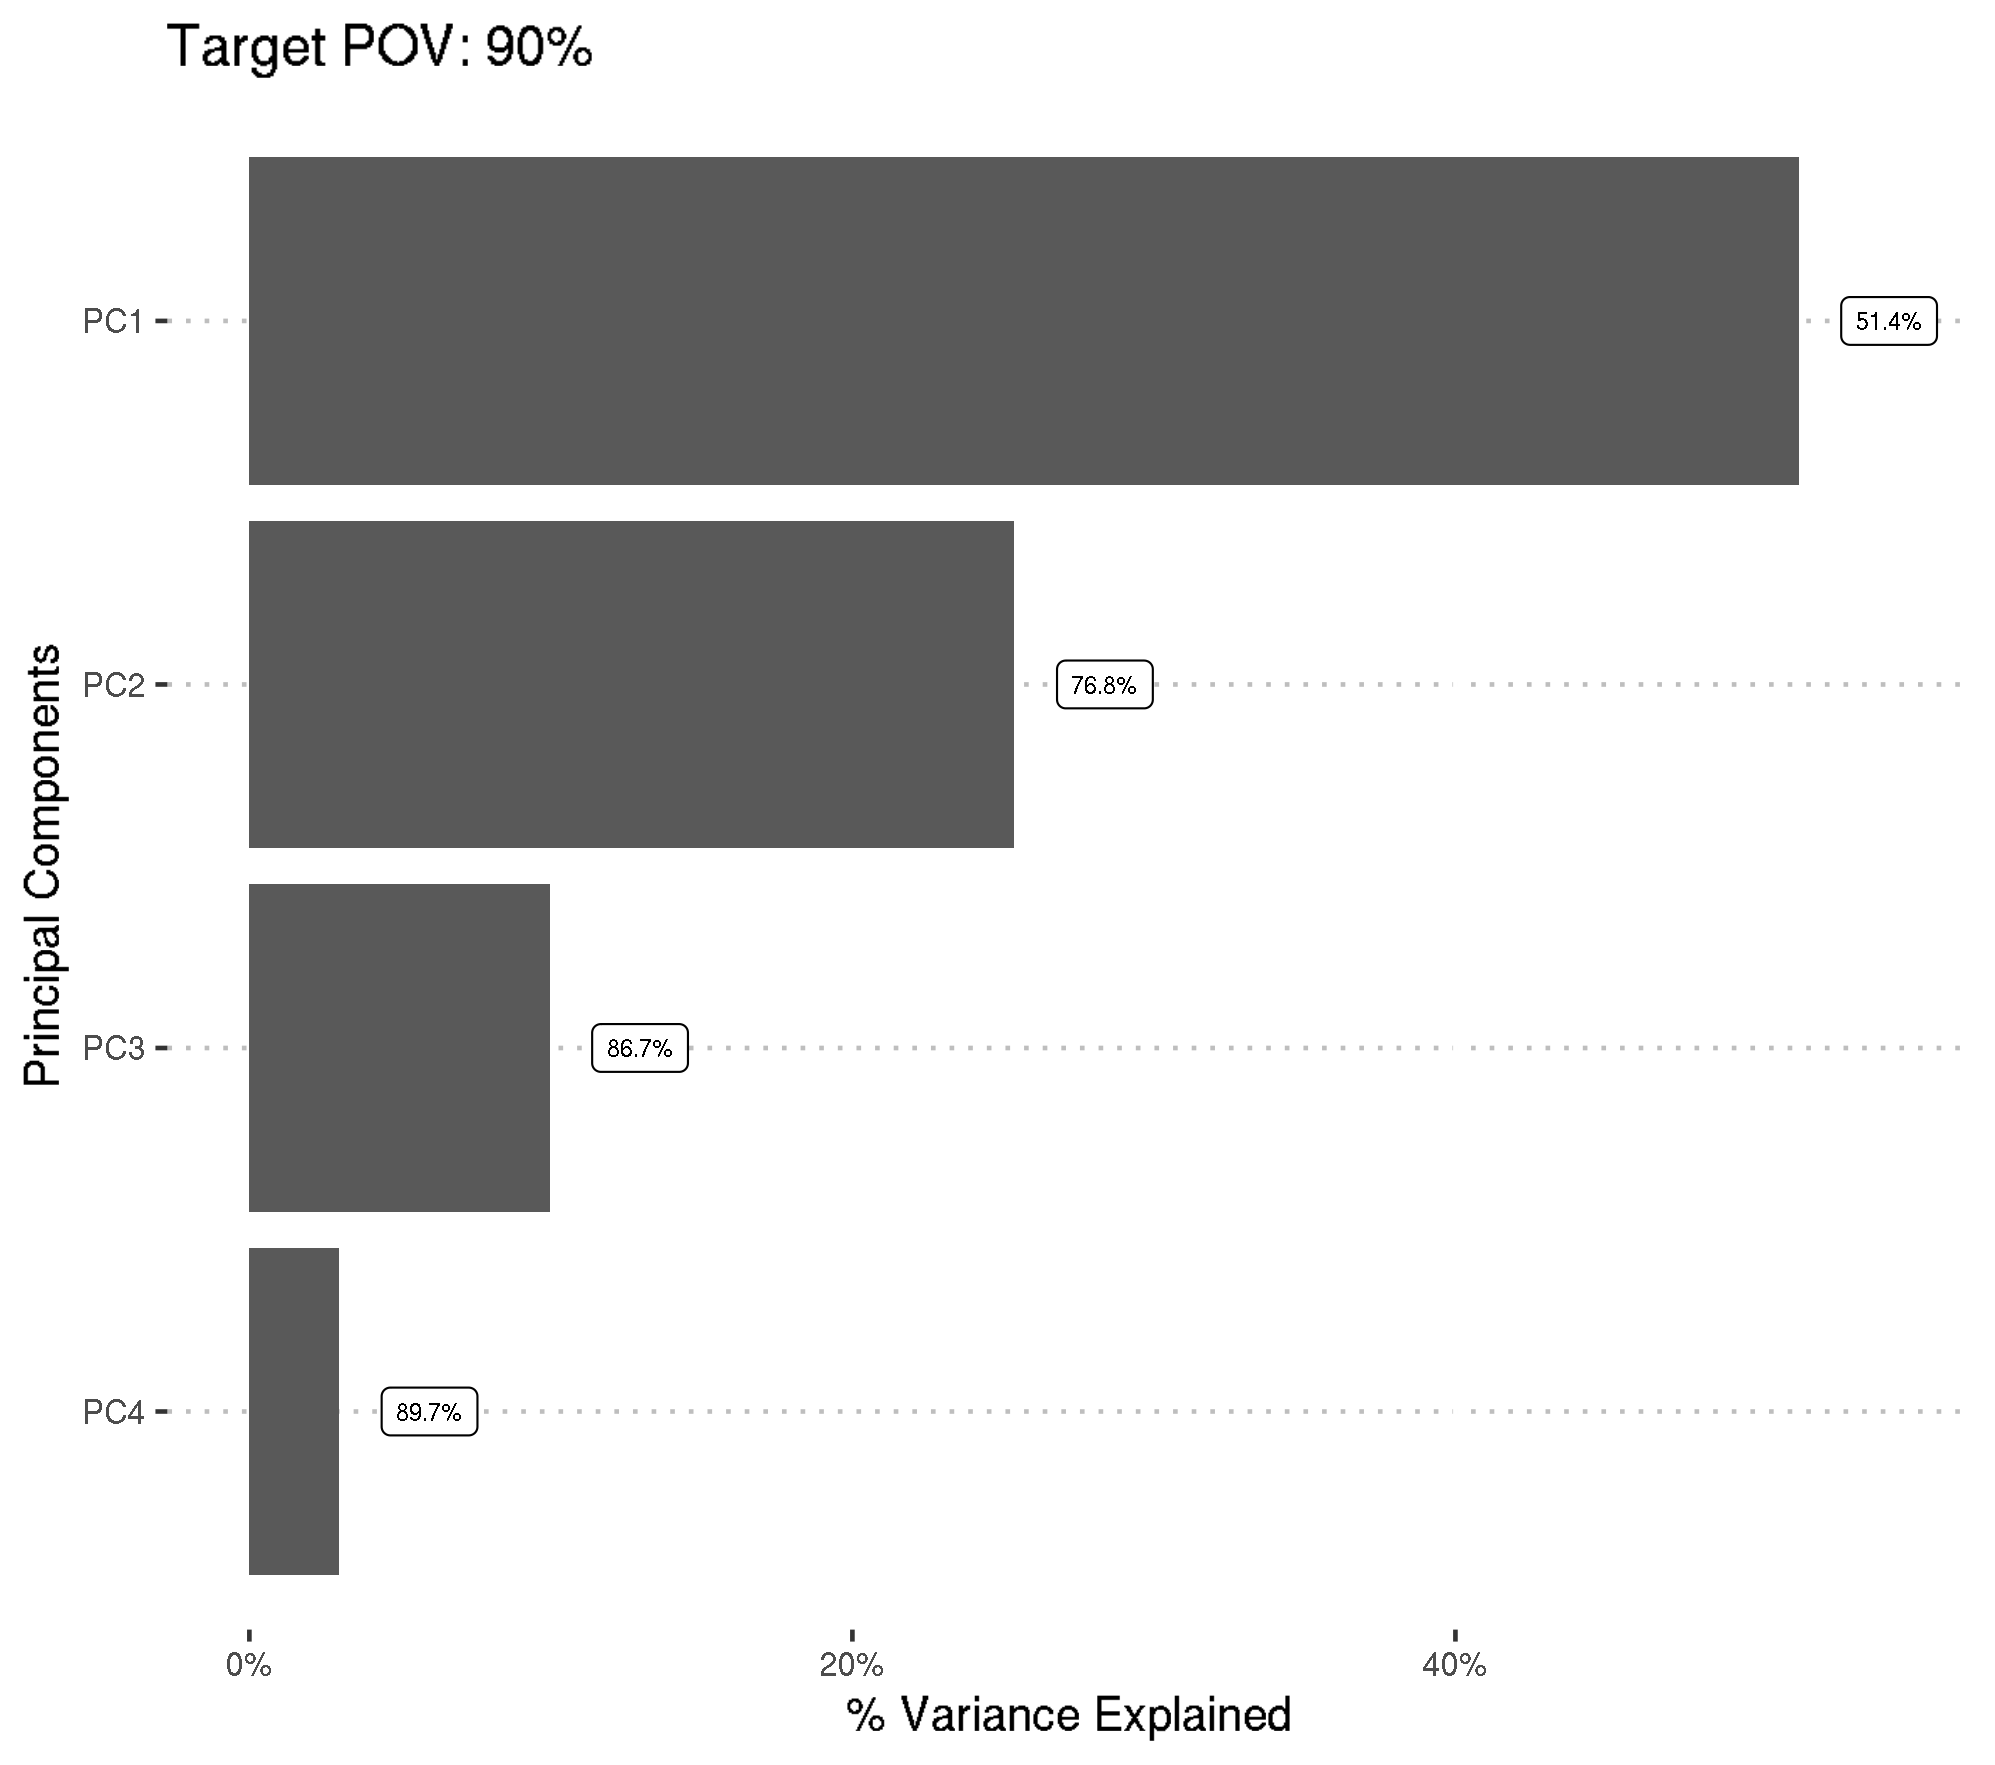 Target POV: 90%
PC1
51.4%
PC2
76.8%
PC3
86.7%
PC4
89.7%
Principal Components
0%
20%
40%
% Variance Explained